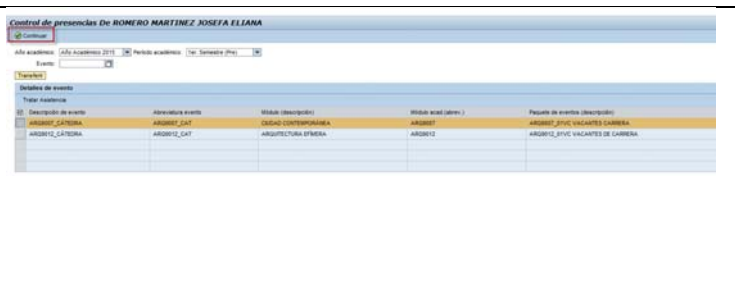 Control de presencias De ROMERO MARTINEZ JOSEFA ELIANA
Continuar
Año académico: Año Académico 2015 Período académico: 1er. Semestre (Pre)
Evento:
Transferir
Detalles de evento
Tratar Asistencia
Descripción de evento Abreviatura evento Módulo (descripción) Módulo acad.(abrev.) Paquete de eventos (descripción)
ARQ8007_CÁTEDRA ARQ8007_CAT CIUDAD CONTEMPORÁNEA ARQ8007 ARQ8007_01VC VACANTES CARRERA
ARQ8012_CÁTEDRA ARQ8012_CAT ARQUITECTURA EFÍMERA ARQ8012 ARQ8012_01VC VACANTES DE CARRERA